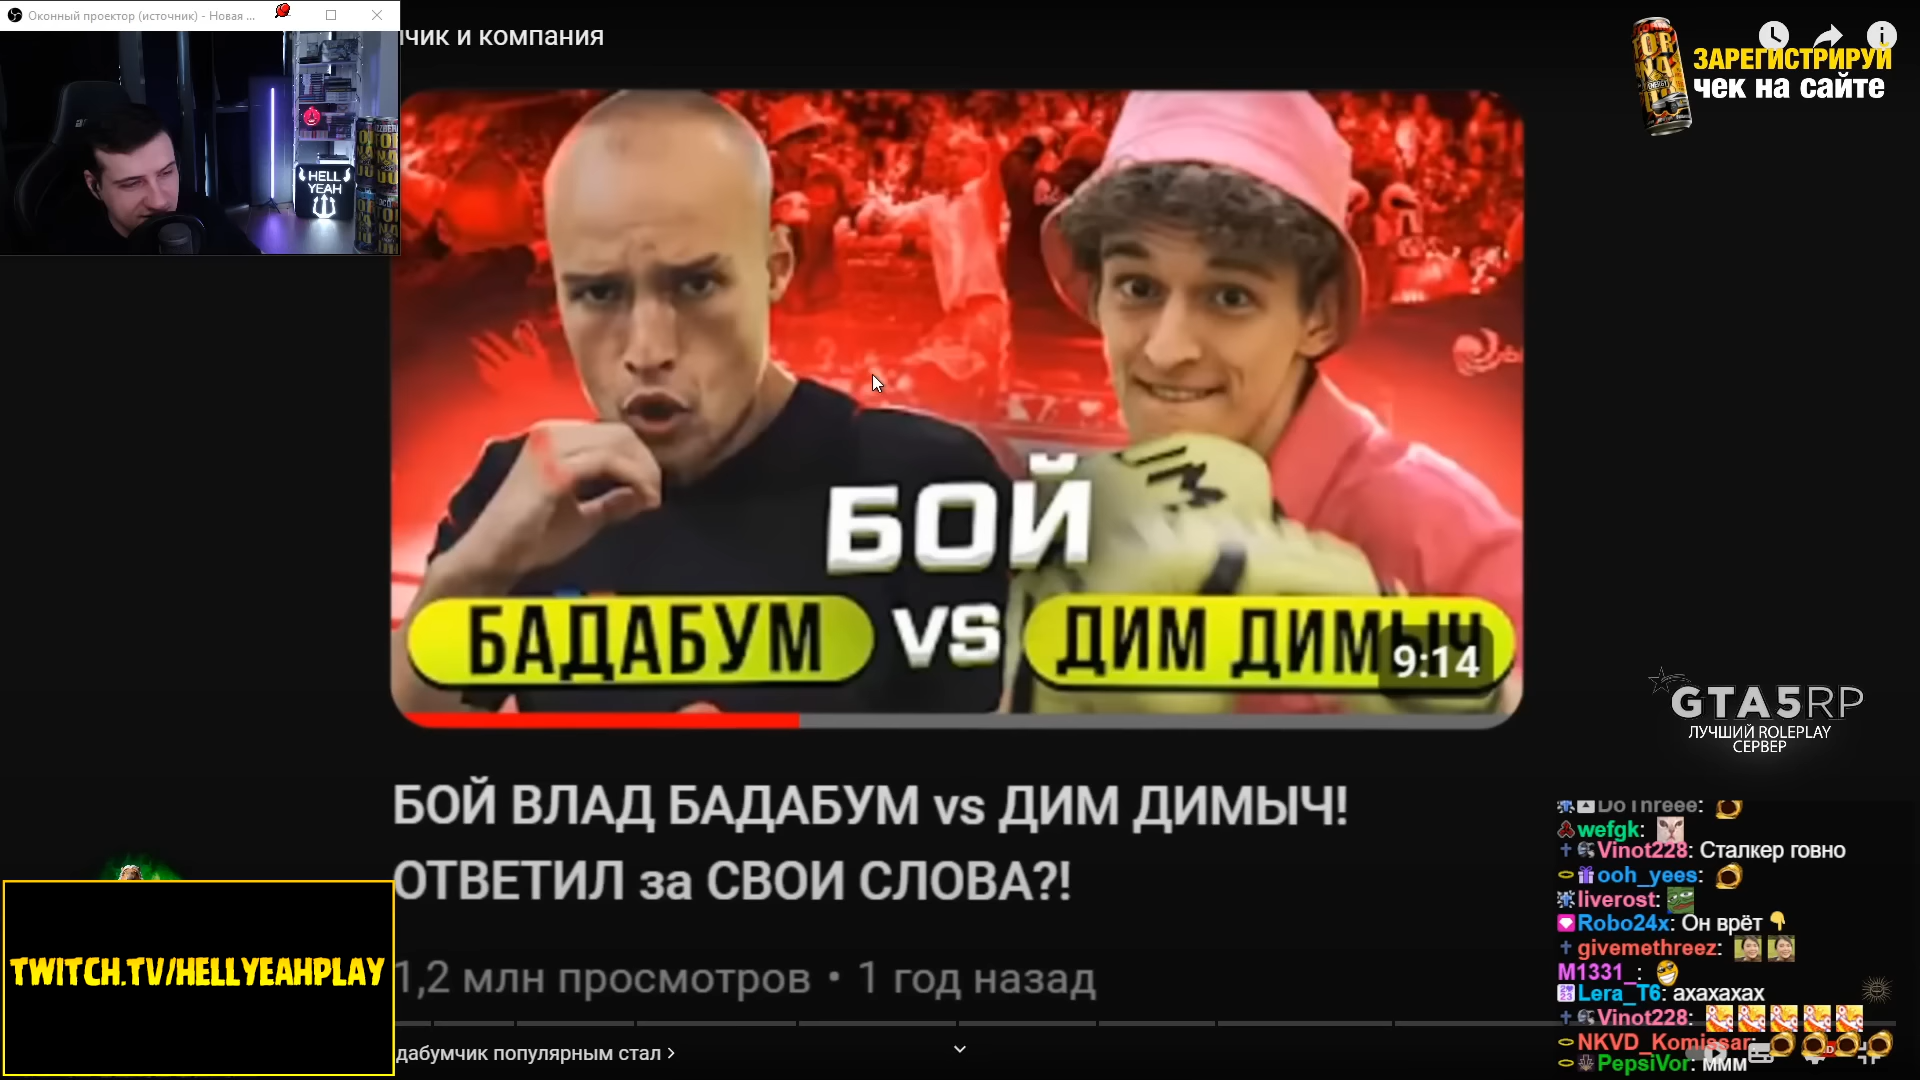 Оконный проектор (источник) - Новая ...
чик и компания
ЗАРЕГИСТРИРУЙ
чек на сайте
HELL
YEAH
БОЙ
БАДАБУМ VS ДИМ ДИМЫЧ
9:14
БОЙ ВЛАД БАДАБУМ vs ДИМ ДИМЫЧ!
ОТВЕТИЛ за СВОИ СЛОВА?!
1,2 млн просмотров • 1 год назад
GTA5RP
ЛУЧШИЙ ROLEPLAY
СЕРВЕР
TWITCH.TV/HELLYEAHPLAY
дабумчик популярным стал
DoThreee:
wefgk:
Vinot228: Сталкер говно
ooh_yees:
liverost:
Robo24x: Он врёт
givemethreez:
M1331_:
Lera_T6: ахахахах
Vinot228:
NKVD_Komissar:
PepsiVor: ммм